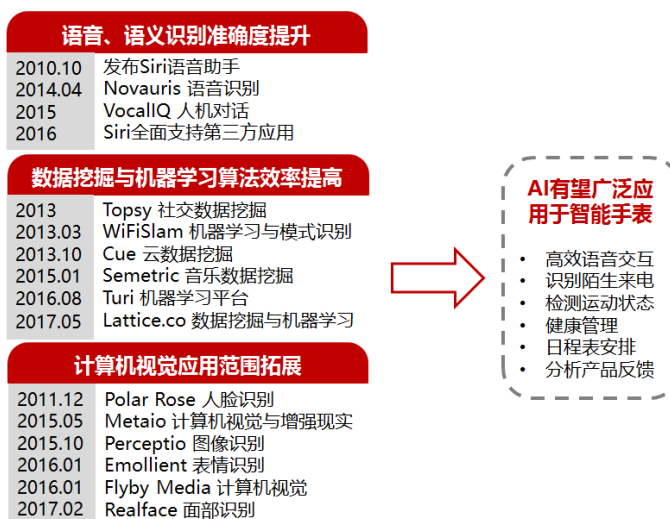 语音、语义识别准确度提升
2010.10 发布Siri语音助手
2014.04 Novauris 语音识别
2015 VocalIQ 人机对话
2016 Siri全面支持第三方应用
数据挖掘与机器学习算法效率提高
2013 Topsy 社交数据挖掘
2013.03 WiFiSlam 机器学习与模式识别
2013.10 Cue 云数据挖掘
2015.01 Semetric 音乐数据挖掘
2016.08 Turi 机器学习平台
2017.05 Lattice.co 数据挖掘与机器学习
计算机视觉应用范围拓展
2011.12 Polar Rose 人脸识别
2015.05 Metaio 计算机视觉与增强现实
2015.10 Perceptio 图像识别
2016.01 Emollient 表情识别
2016.01 Flyby Media 计算机视觉
2017.02 Realface 面部识别
AI有望广泛应
用于智能手表
• 高效语音交互
• 识别陌生来电
• 检测运动状态
• 健康管理
• 日程表安排
• 分析产品反馈